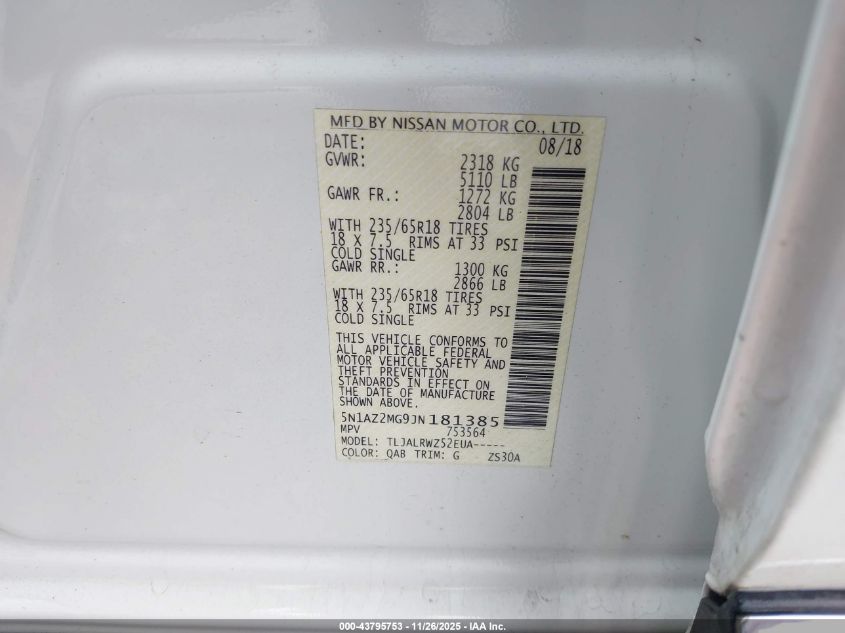 MFD BY NISSAN MOTOR CO., LTD.
DATE: 08/18
GVWR: 2318 KG
5110 LB
GAWR FR.: 1272 KG
2804 LB
WITH 235/65R18 TIRES
18 X 7.5 RIMS AT 33 PSI
COLD SINGLE
GAWR RR.: 1300 KG
2866 LB
WITH 235/65R18 TIRES
18 X 7.5 RIMS AT 33 PSI
COLD SINGLE
THIS VEHICLE CONFORMS TO
ALL APPLICABLE FEDERAL
MOTOR VEHICLE SAFETY AND
THEFT PREVENTION
STANDARDS IN EFFECT ON
THE DATE OF MANUFACTURE
SHOWN ABOVE.
5N1AZ2MG9JN181385
MPV 753564
MODEL: TLJALRWZ52EUA-----
COLOR: QAB TRIM: G ZS30A
000-43795753 — 11/26/2025 — IAA Inc.